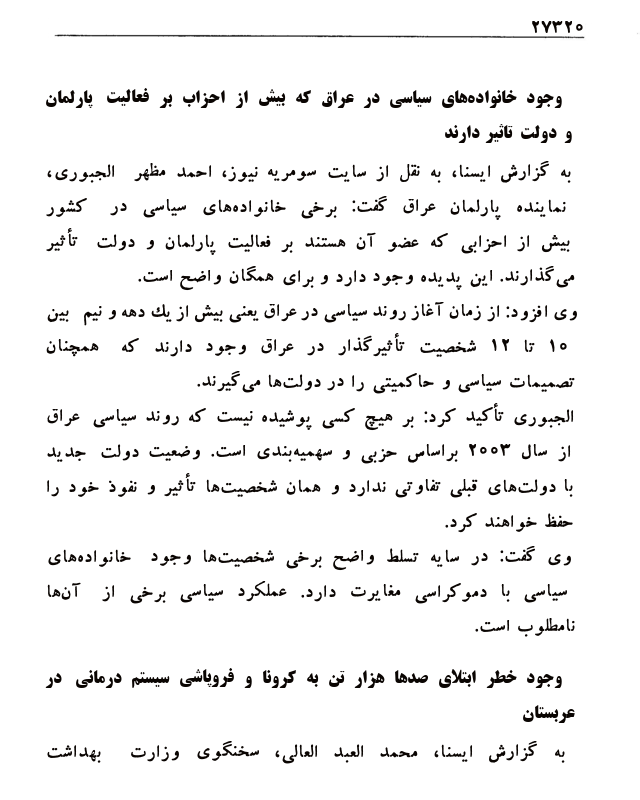 ۲۷۳۲۰
وجود خانواده‌های سیاسی در عراق که بیش از احزاب بر فعالیت پارلمان
و دولت تاثیر دارند
به گزارش ایسنا، به نقل از سایت سومریه نیوز، احمد مظهر الجبوری،
نماینده پارلمان عراق گفت: برخی خانواده‌های سیاسی در کشور
بیش از احزابی که عضو آن هستند بر فعالیت پارلمان و دولت تأثیر
می‌گذارند. این پدیده وجود دارد و برای همگان واضح است.
وی افزود: از زمان آغاز روند سیاسی در عراق یعنی بیش از یك دهه و نیم بین
۱۰ تا ۱۲ شخصیت تأثیرگذار در عراق وجود دارند که همچنان
تصمیمات سیاسی و حاکمیتی را در دولت‌ها می‌گیرند.
الجبوری تأکید کرد: بر هیچ کسی پوشیده نیست که روند سیاسی عراق
از سال ۲۰۰۳ براساس حزبی و سهمیه‌بندی است. وضعیت دولت جدید
با دولت‌های قبلی تفاوتی ندارد و همان شخصیت‌ها تأثیر و نفوذ خود را
حفظ خواهند کرد.
وی گفت: در سایه تسلط واضح برخی شخصیت‌ها وجود خانواده‌های
سیاسی با دموکراسی مغایرت دارد. عملکرد سیاسی برخی از آن‌ها
نامطلوب است.
وجود خطر ابتلای صدها هزار تن به کرونا و فروپاشی سیستم درمانی در
عربستان
به گزارش ایسنا، محمد العبد العالی، سخنگوی وزارت بهداشت